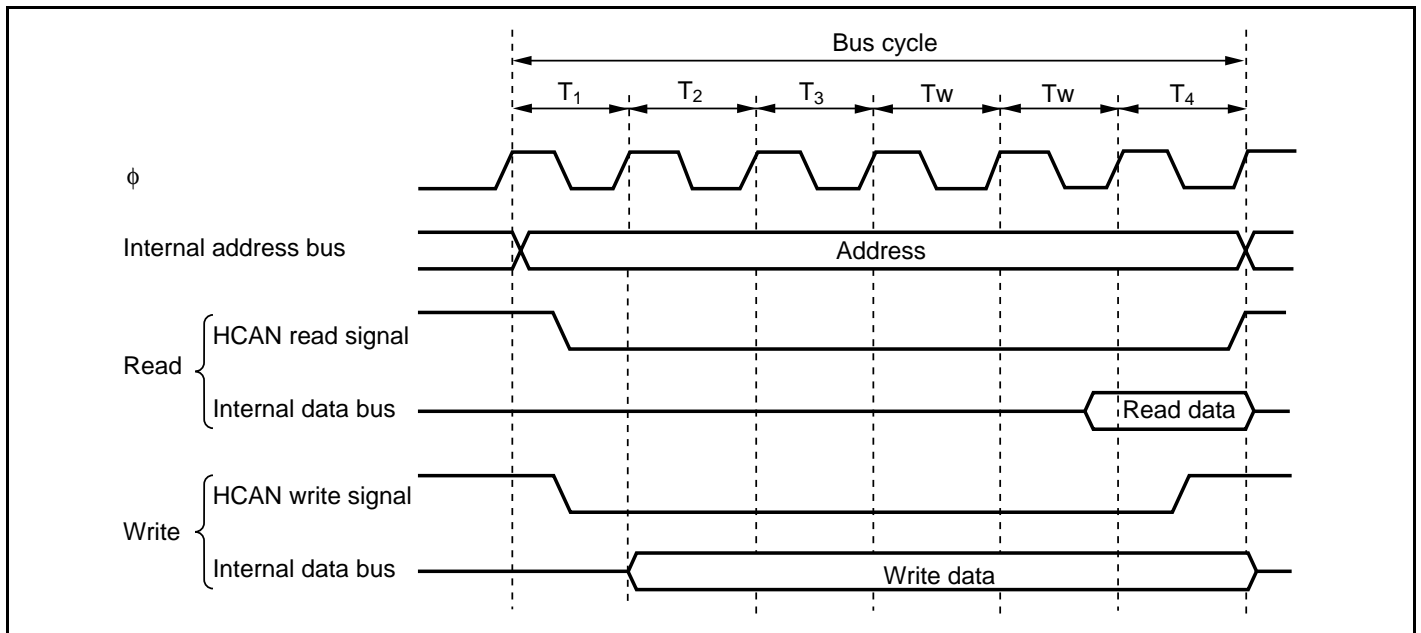 Bus cycle
T1 T2 T3 Tw Tw T4
ϕ
Internal address bus Address
Read HCAN read signal
Internal data bus Read data
Write HCAN write signal
Internal data bus Write data